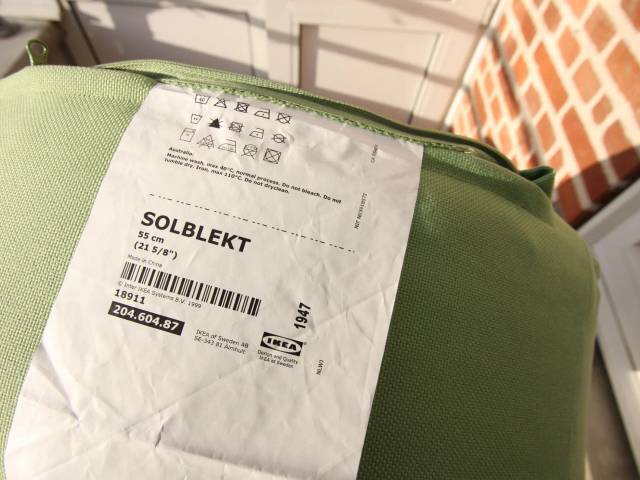 Australia:
Machine wash, max 40°C, normal process. Do not bleach. Do not
tumble dry. Iron, max 110°C. Do not dryclean.
SOLBLEKT
55 cm
(21 5/8")
Made in China
© Inter IKEA Systems B.V. 1999
18911
204.604.87
IKEA of Sweden AB
SE-343 81 Älmhult
IKEA
Design and Quality
IKEA of Sweden
1947